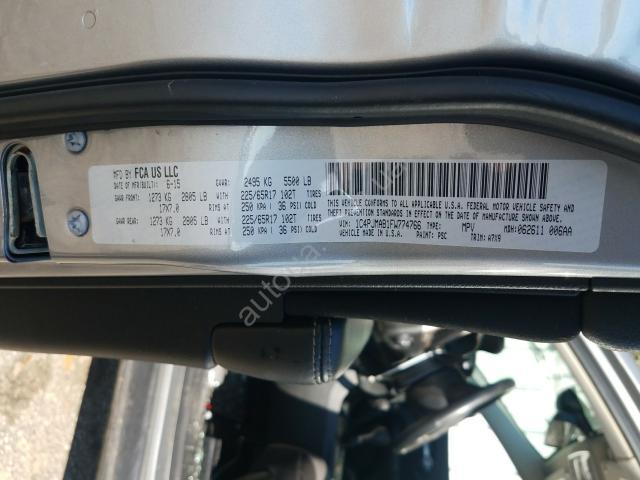 MFD BY FCA US LLC
DATE OF MFR/BUILT: 6-15 GVWR: 2495 KG 5500 LB
GAWR FRONT: 1273 KG 2805 LB WITH 225/65R17 102T TIRES
17X7.0 RIMS AT 250 KPA ( 36 PSI) COLD
GAWR REAR: 1273 KG 2805 LB WITH 225/65R17 102T TIRES
17X7.0 RIMS AT 250 KPA ( 36 PSI) COLD
THIS VEHICLE CONFORMS TO ALL APPLICABLE U.S.A. FEDERAL MOTOR VEHICLE SAFETY AND
THEFT PREVENTION STANDARDS IN EFFECT ON THE DATE OF MANUFACTURE SHOWN ABOVE.
VIN: 1C4PJMAB1FW774766 TYPE: MPV MDH: 062611 006AA
VEHICLE MADE IN U.S.A. PAINT: PSC TRIM: A7X9